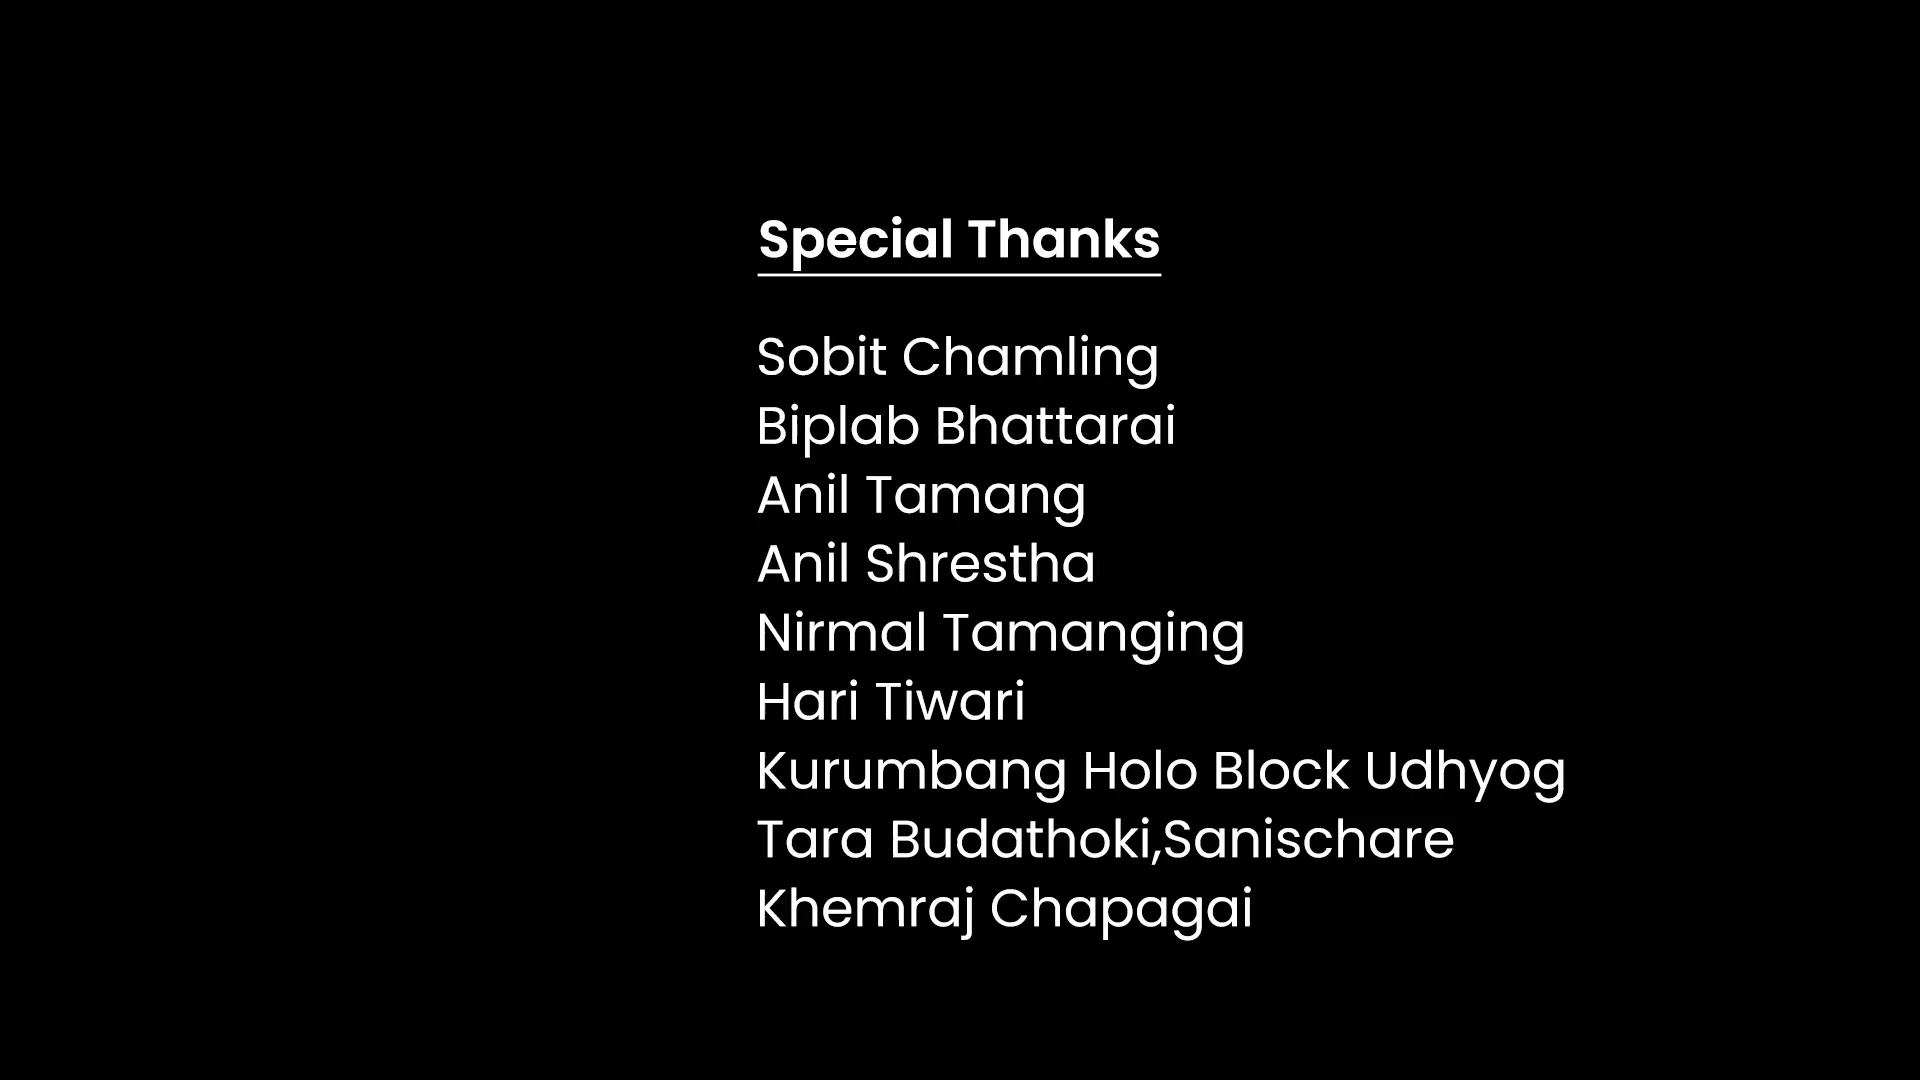 Special Thanks
Sobit Chamling
Biplab Bhattarai
Anil Tamang
Anil Shrestha
Nirmal Tamanging
Hari Tiwari
Kurumbang Holo Block Udhyog
Tara Budathoki,Sanischare
Khemraj Chapagai